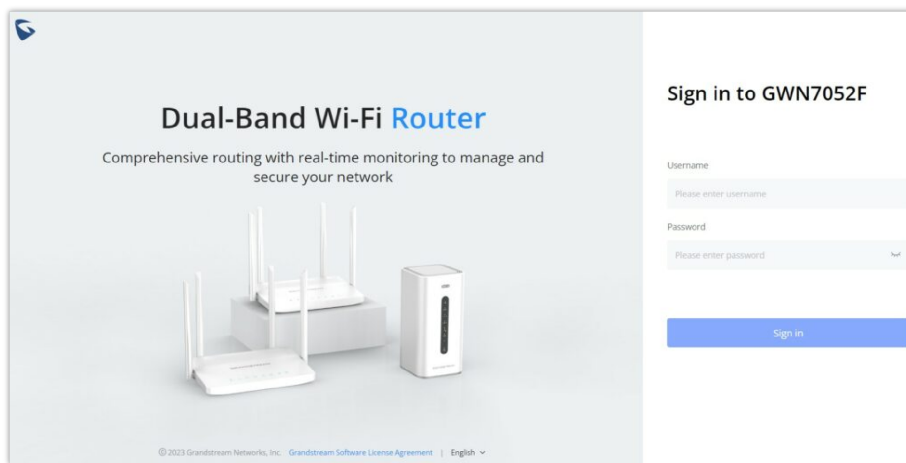 Dual-Band Wi-Fi Router
Comprehensive routing with real-time monitoring to manage and
secure your network
© 2023 Grandstream Networks, Inc. Grandstream Software License Agreement | English
Sign in to GWN7052F
Username
Please enter username
Password
Please enter password
Sign in